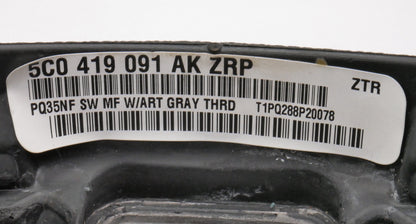 5C0 419 091 AK ZRP
ZTR
PQ35NF SW MF W/ART GRAY THRD T1PQ288P20078